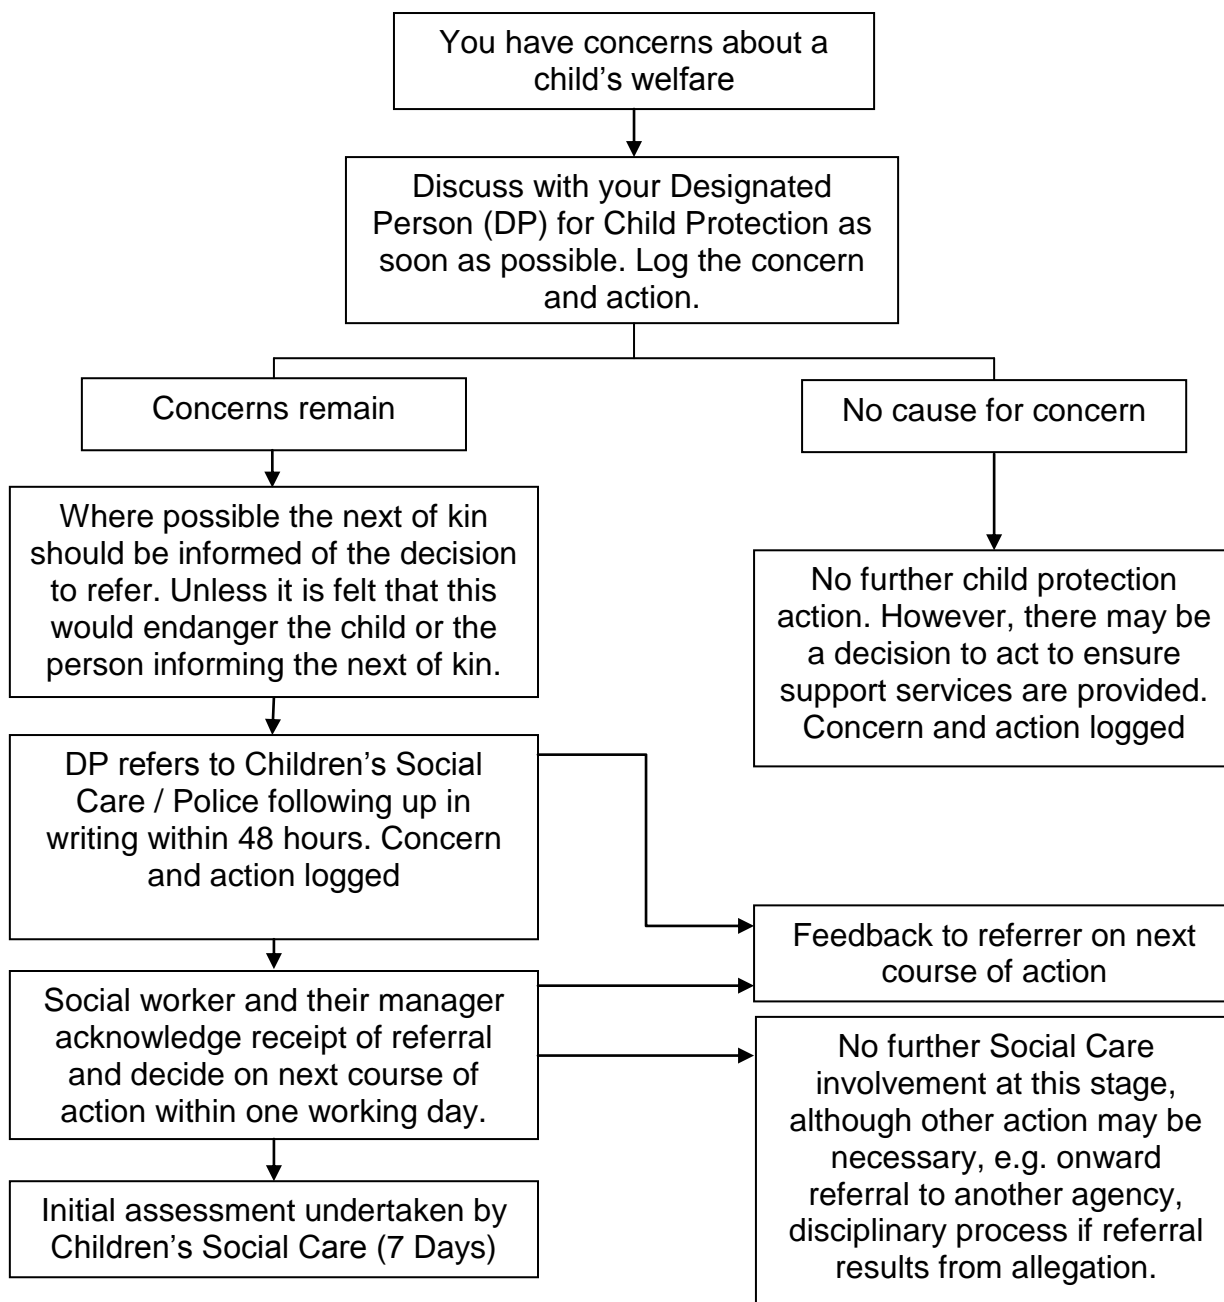 You have concerns about a
child’s welfare
Discuss with your Designated
Person (DP) for Child Protection as
soon as possible. Log the concern
and action.
Concerns remain
No cause for concern
Where possible the next of kin
should be informed of the decision
to refer. Unless it is felt that this
would endanger the child or the
person informing the next of kin.
No further child protection
action. However, there may be
a decision to act to ensure
support services are provided.
Concern and action logged
DP refers to Children’s Social
Care / Police following up in
writing within 48 hours. Concern
and action logged
Feedback to referrer on next
course of action
Social worker and their manager
acknowledge receipt of referral
and decide on next course of
action within one working day.
No further Social Care
involvement at this stage,
although other action may be
necessary, e.g. onward
referral to another agency,
disciplinary process if referral
results from allegation.
Initial assessment undertaken by
Children’s Social Care (7 Days)